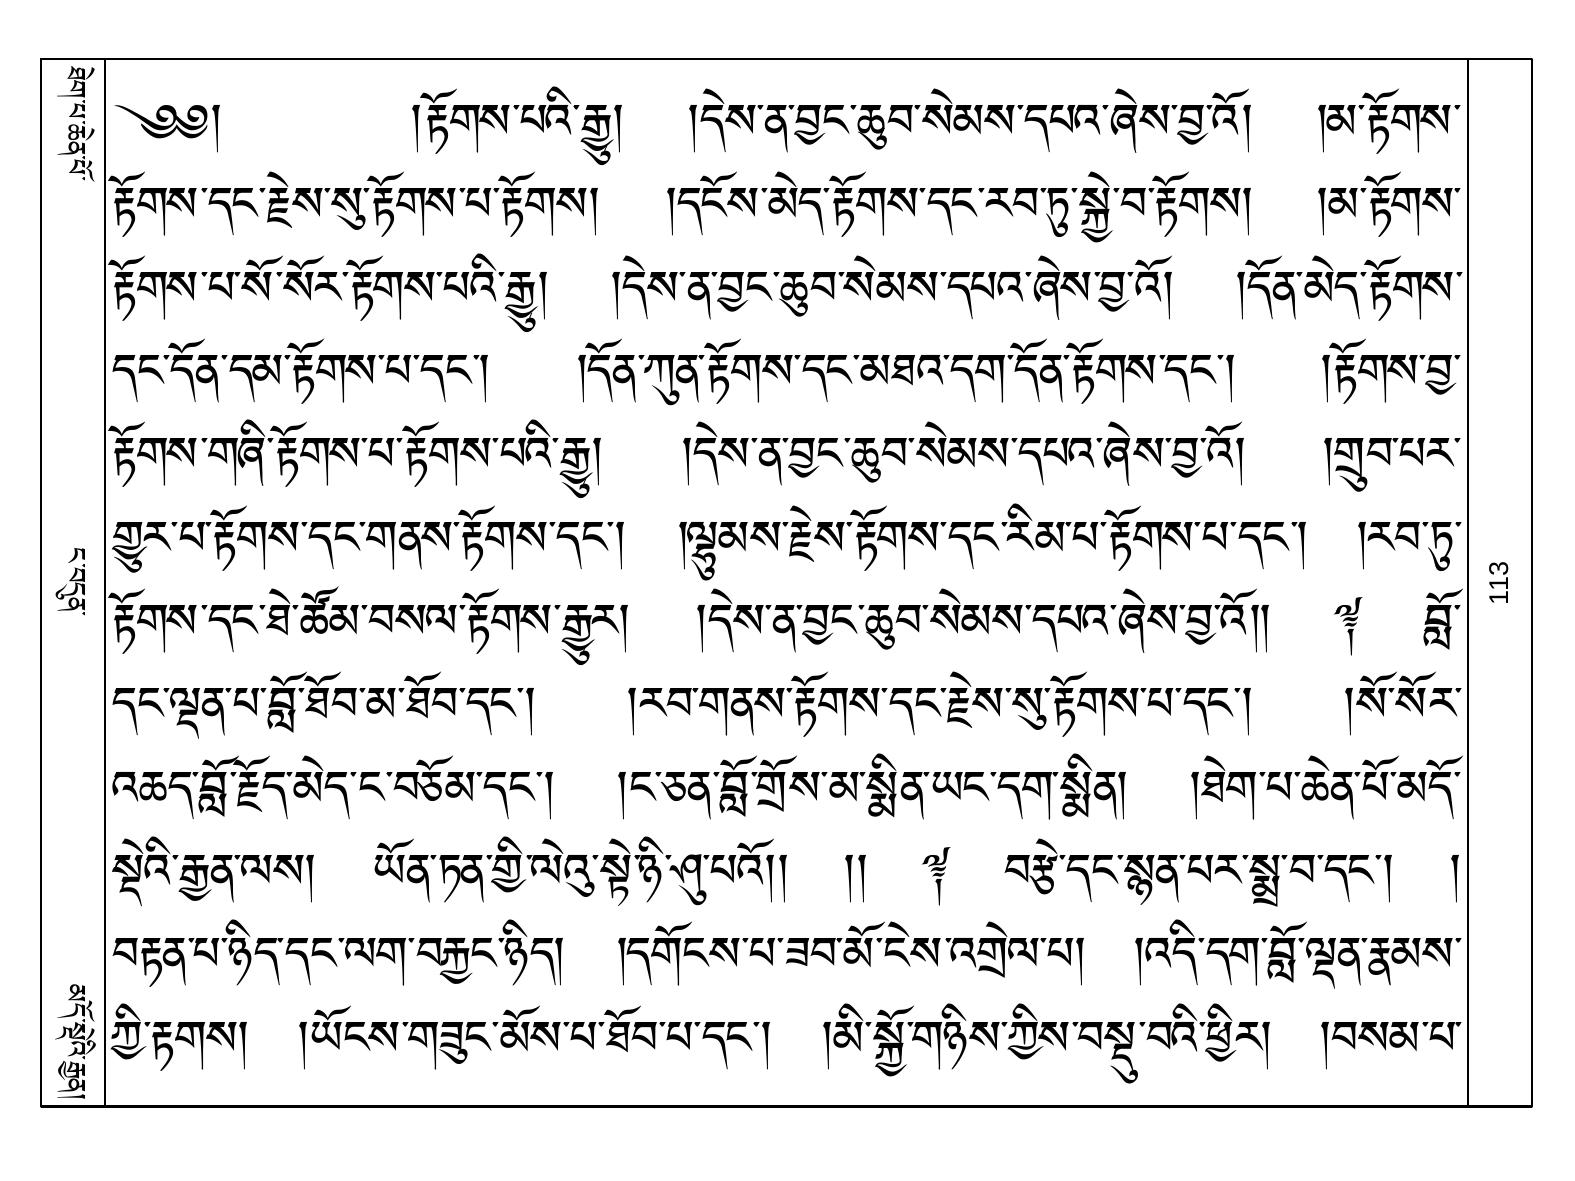 ༄༅། །རྟོགས་པའི་རྒྱུ། །དེས་ན་བྱང་ཆུབ་སེམས་དཔའ་ཞེས་བྱ་འོ། །མ་རྟོགས་
རྟོགས་དང་རྗེས་སུ་རྟོགས་པ་རྟོགས། །དངོས་མེད་རྟོགས་དང་རབ་ཏུ་སྐྱེ་བ་རྟོགས། །མ་རྟོགས་
རྟོགས་པ་སོ་སོར་རྟོགས་པའི་རྒྱུ། །དེས་ན་བྱང་ཆུབ་སེམས་དཔའ་ཞེས་བྱ་འོ། །དོན་མེད་རྟོགས་
དང་དོན་དམ་རྟོགས་པ་དང་། །དོན་ཀུན་རྟོགས་དང་མཐའ་དག་དོན་རྟོགས་དང་། །རྟོགས་བྱ་
རྟོགས་གཞི་རྟོགས་པ་རྟོགས་པའི་རྒྱུ། །དེས་ན་བྱང་ཆུབ་སེམས་དཔའ་ཞེས་བྱ་འོ། །གྲུབ་པར་
གྱུར་པ་རྟོགས་དང་གནས་རྟོགས་དང་། །ལྷུམས་རྗེས་རྟོགས་དང་རིམ་པ་རྟོགས་པ་དང་། །རབ་ཏུ་
རྟོགས་དང་ཐེ་ཚོམ་བསལ་རྟོགས་རྒྱུར། །དེས་ན་བྱང་ཆུབ་སེམས་དཔའ་ཞེས་བྱ་འོ།། ༈ བློ་
དང་ལྡན་པ་བློ་ཐོབ་མ་ཐོབ་དང་། །རབ་གནས་རྟོགས་དང་རྗེས་སུ་རྟོགས་པ་དང་། །སོ་སོར་
འཆད་བློ་རྗོད་མེད་ང་བཅོམ་དང་། །ང་ཅན་བློ་གྲོས་མ་སྨིན་ཡང་དག་སྨིན། །ཐེག་པ་ཆེན་པོ་མདོ་
སྡེའི་རྒྱན་ལས། ཡོན་ཏན་གྱི་ལེའུ་སྟེ་ཉི་ཤུ་པའོ།། །། ༈ བརྩེ་དང་སྙན་པར་སྨྲ་བ་དང་། །
བརྟན་པ་ཉིད་དང་ལག་བརྐྱང་ཉིད། །དགོངས་པ་ཟབ་མོ་ངེས་འགྲེལ་པ། །འདི་དག་བློ་ལྡན་རྣམས་
ཀྱི་རྟགས། །ཡོངས་གཟུང་མོས་པ་ཐོབ་པ་དང་། །མི་སྐྱོ་གཉིས་ཀྱིས་བསྡུ་བའི་ཕྱིར། །བསམ་པ་
ཐེག་པ་ཆེན་པོ་
ང་བདུན་
མདོ་སྡེའི་རྒྱན།
113